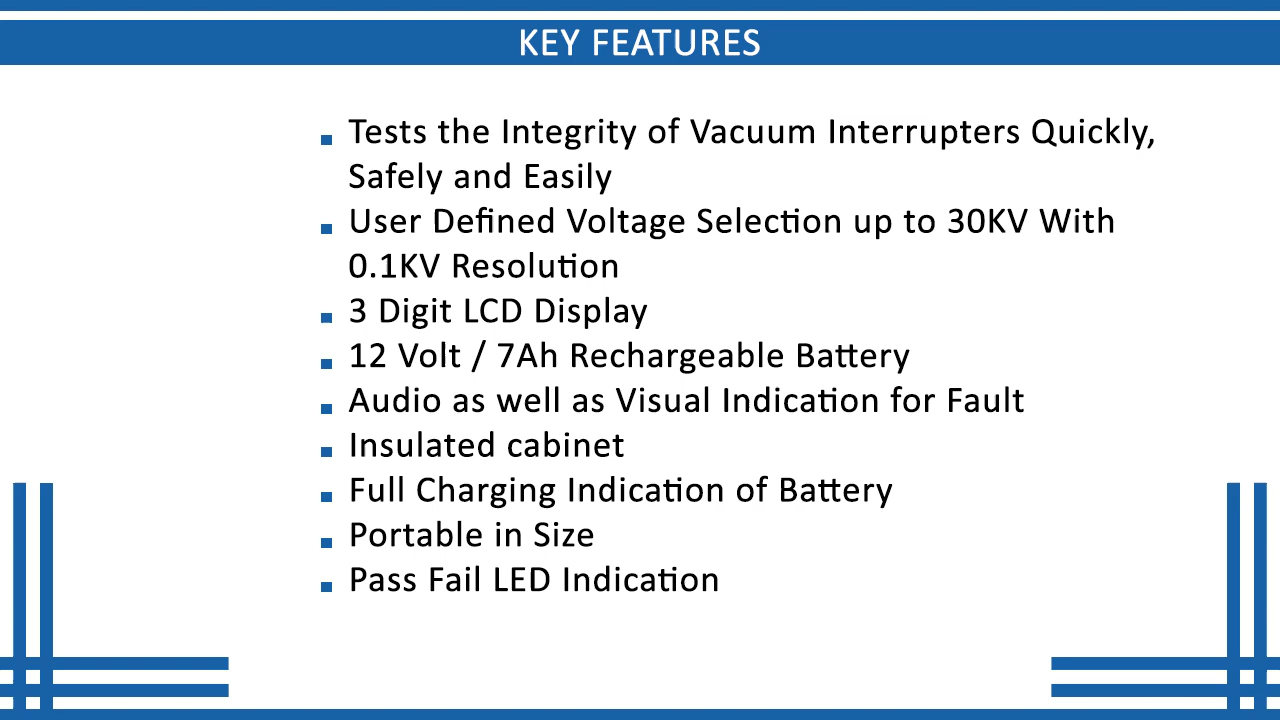 KEY FEATURES
Tests the Integrity of Vacuum Interrupters Quickly,
Safely and Easily
User Defined Voltage Selection up to 30KV With
0.1KV Resolution
3 Digit LCD Display
12 Volt / 7Ah Rechargeable Battery
Audio as well as Visual Indication for Fault
Insulated cabinet
Full Charging Indication of Battery
Portable in Size
Pass Fail LED Indication